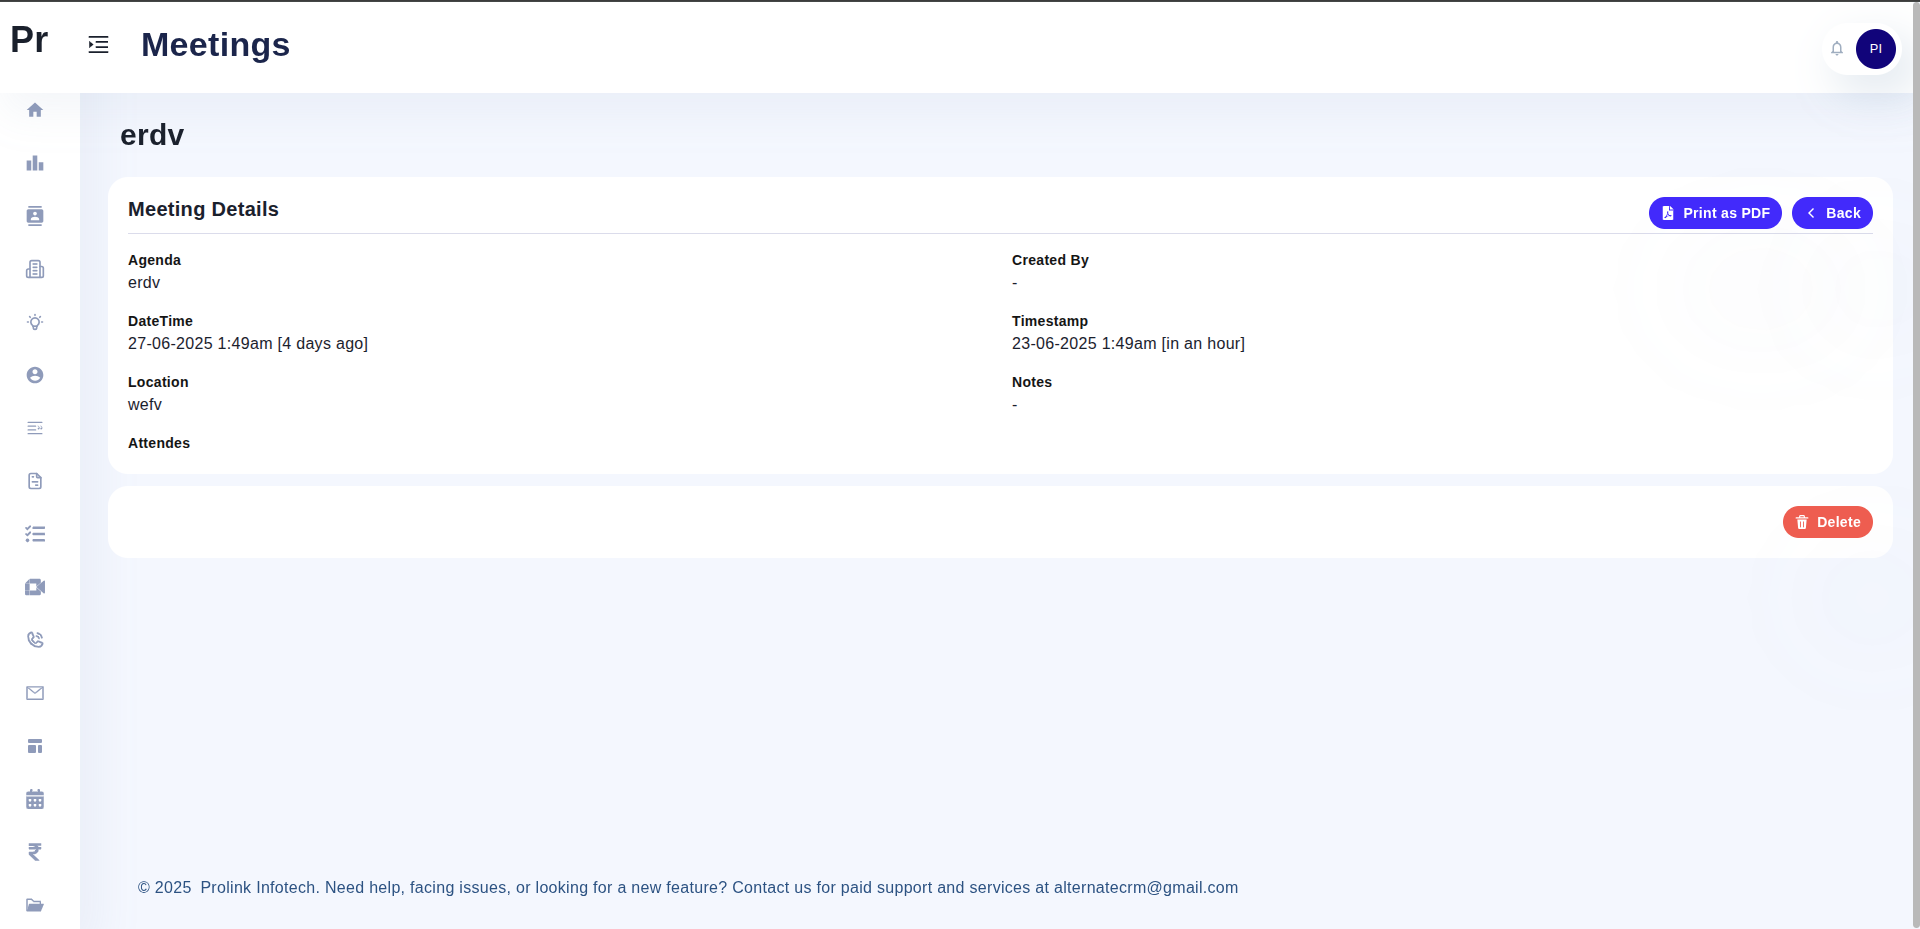 Pr
Meetings
PI
erdv
Meeting Details
Print as PDF
Back
Agenda
erdv
Created By
-
DateTime
27-06-2025 1:49am [4 days ago]
Timestamp
23-06-2025 1:49am [in an hour]
Location
wefv
Notes
-
Attendes
Delete
© 2025  Prolink Infotech. Need help, facing issues, or looking for a new feature? Contact us for paid support and services at alternatecrm@gmail.com